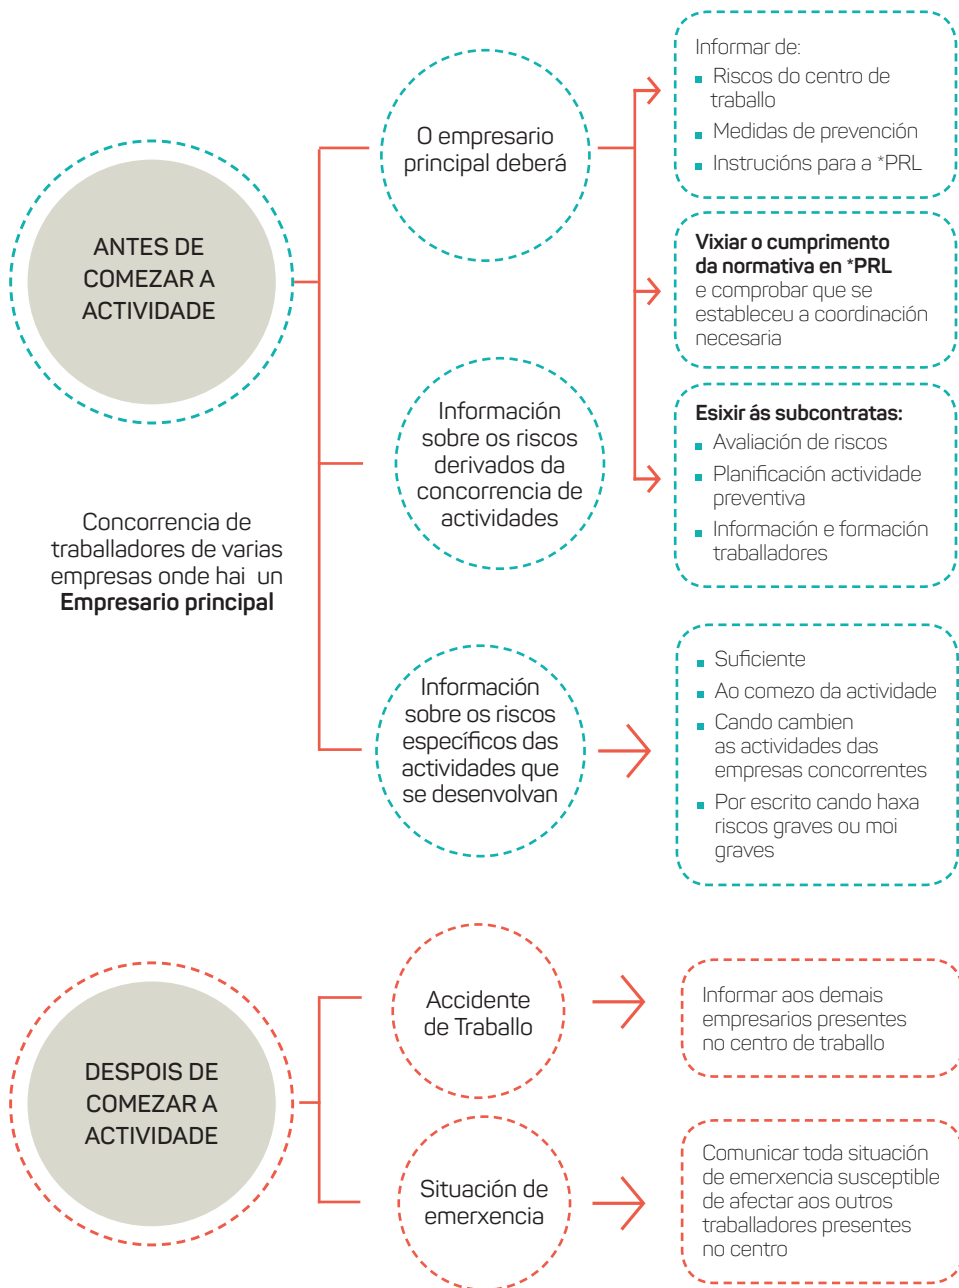 ANTES DE
COMEZAR A
ACTIVIDADE
Concorrencia de
traballadores de varias
empresas onde hai un
Empresario principal
O empresario
principal deberá
Informar de:
Riscos do centro de
traballo
Medidas de prevención
Instrucións para a *PRL
Vixiar o cumprimento
da normativa en *PRL
e comprobar que se
estableceu a coordinación
necesaria
Esixir ás subcontratas:
Avaliación de riscos
Planificación actividade
preventiva
Información e formación
traballadores
Información
sobre os riscos
derivados da
concorrencia de
actividades
Información
sobre os riscos
específicos das
actividades que
se desenvolvan
Suficiente
Ao comezo da actividade
Cando cambien
as actividades das
empresas concorrentes
Por escrito cando haxa
riscos graves ou moi
graves
DESPOIS DE
COMEZAR A
ACTIVIDADE
Accidente
de Traballo
Informar aos demais
empresarios presentes
no centro de traballo
Situación de
emerxencia
Comunicar toda situación
de emerxencia susceptible
de afectar aos outros
traballadores presentes
no centro